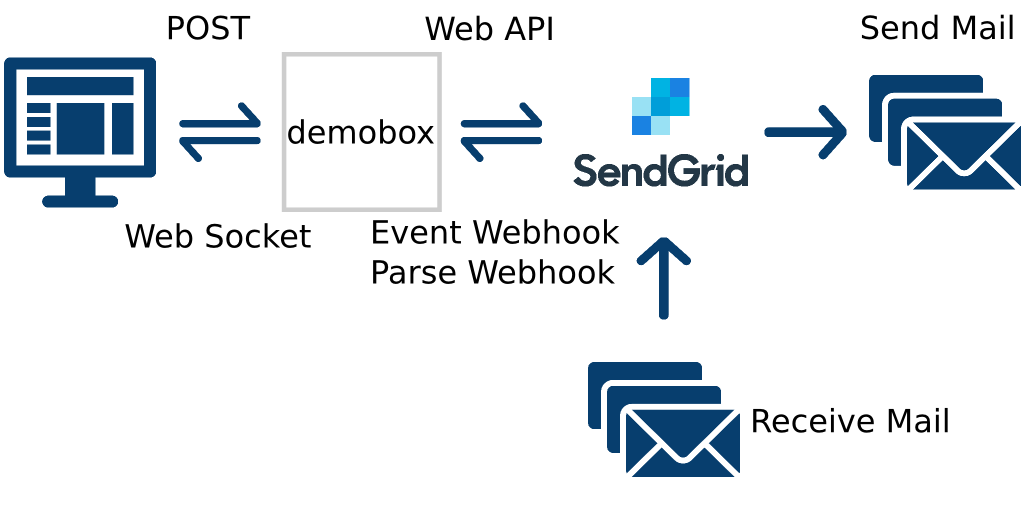 POST
Web API
Send Mail
demobox
SendGrid
Web Socket
Event Webhook
Parse Webhook
Receive Mail